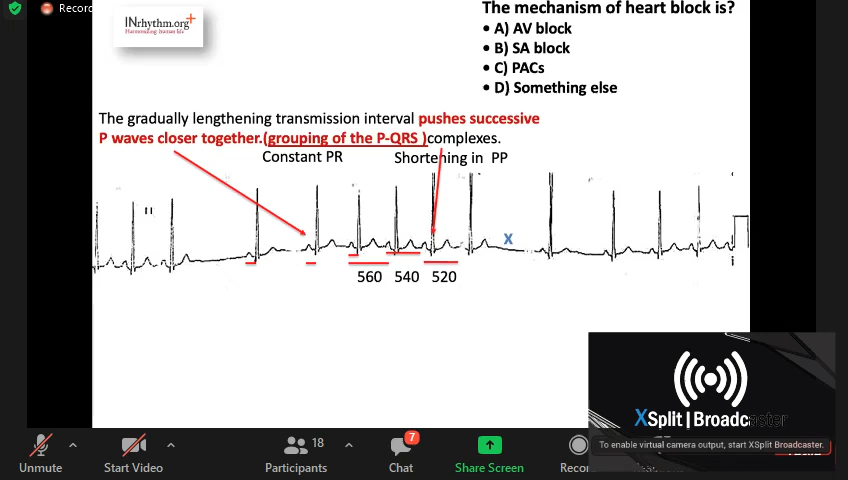 Recor
INrhythm.org
Harmonizing human life
The mechanism of heart block is?
• A) AV block
• B) SA block
• C) PACs
• D) Something else
The gradually lengthening transmission interval pushes successive
P waves closer together.(grouping of the P-QRS )complexes.
Constant PR
Shortening in PP
II
X
560
540
520
XSplit | Broadcaster
To enable virtual camera output, start XSplit Broadcaster.
Unmute
Start Video
18
Participants
7
Chat
Share Screen
Recor